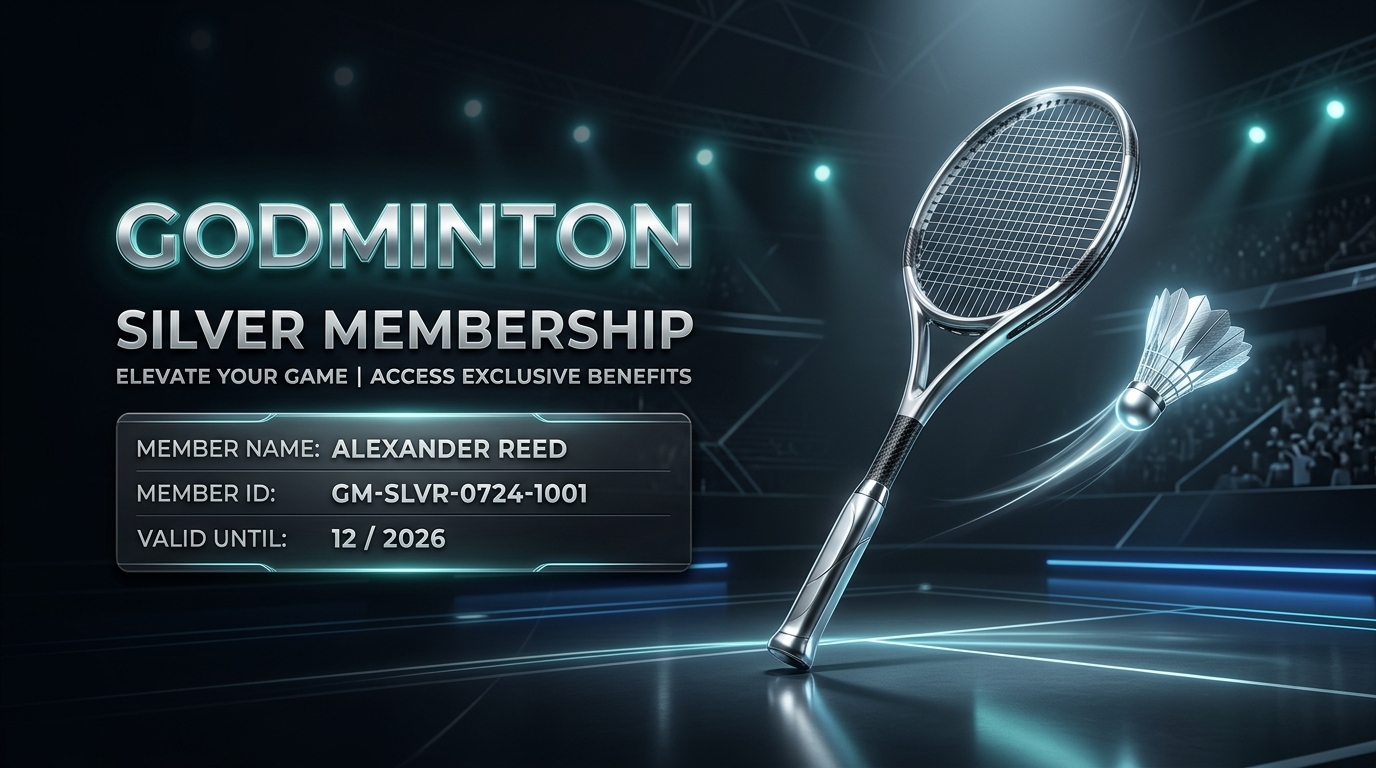 GODMINTON
SILVER MEMBERSHIP
ELEVATE YOUR GAME | ACCESS EXCLUSIVE BENEFITS
MEMBER NAME: ALEXANDER REED
MEMBER ID: GM-SLVR-0724-1001
VALID UNTIL: 12 / 2026